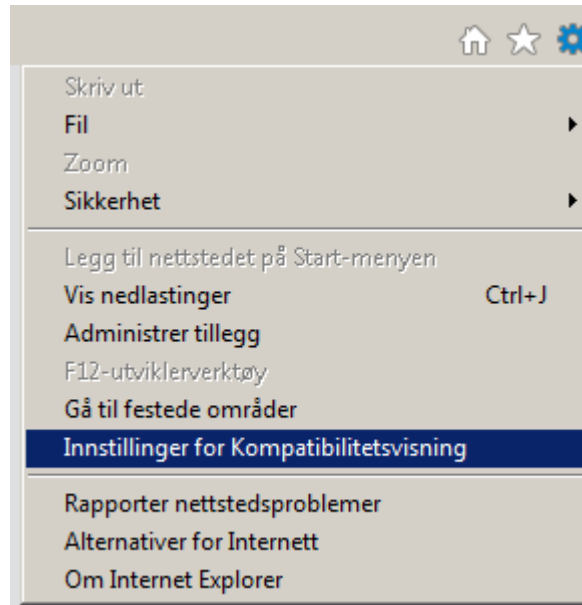 Skriv ut
Fil
Zoom
Sikkerhet
Legg til nettstedet på Start-menyen
Vis nedlastinger Ctrl+J
Administrer tillegg
F12-utviklerverktøy
Gå til festede områder
Innstillinger for Kompatibilitetsvisning
Rapporter nettstedsproblemer
Alternativer for Internett
Om Internet Explorer